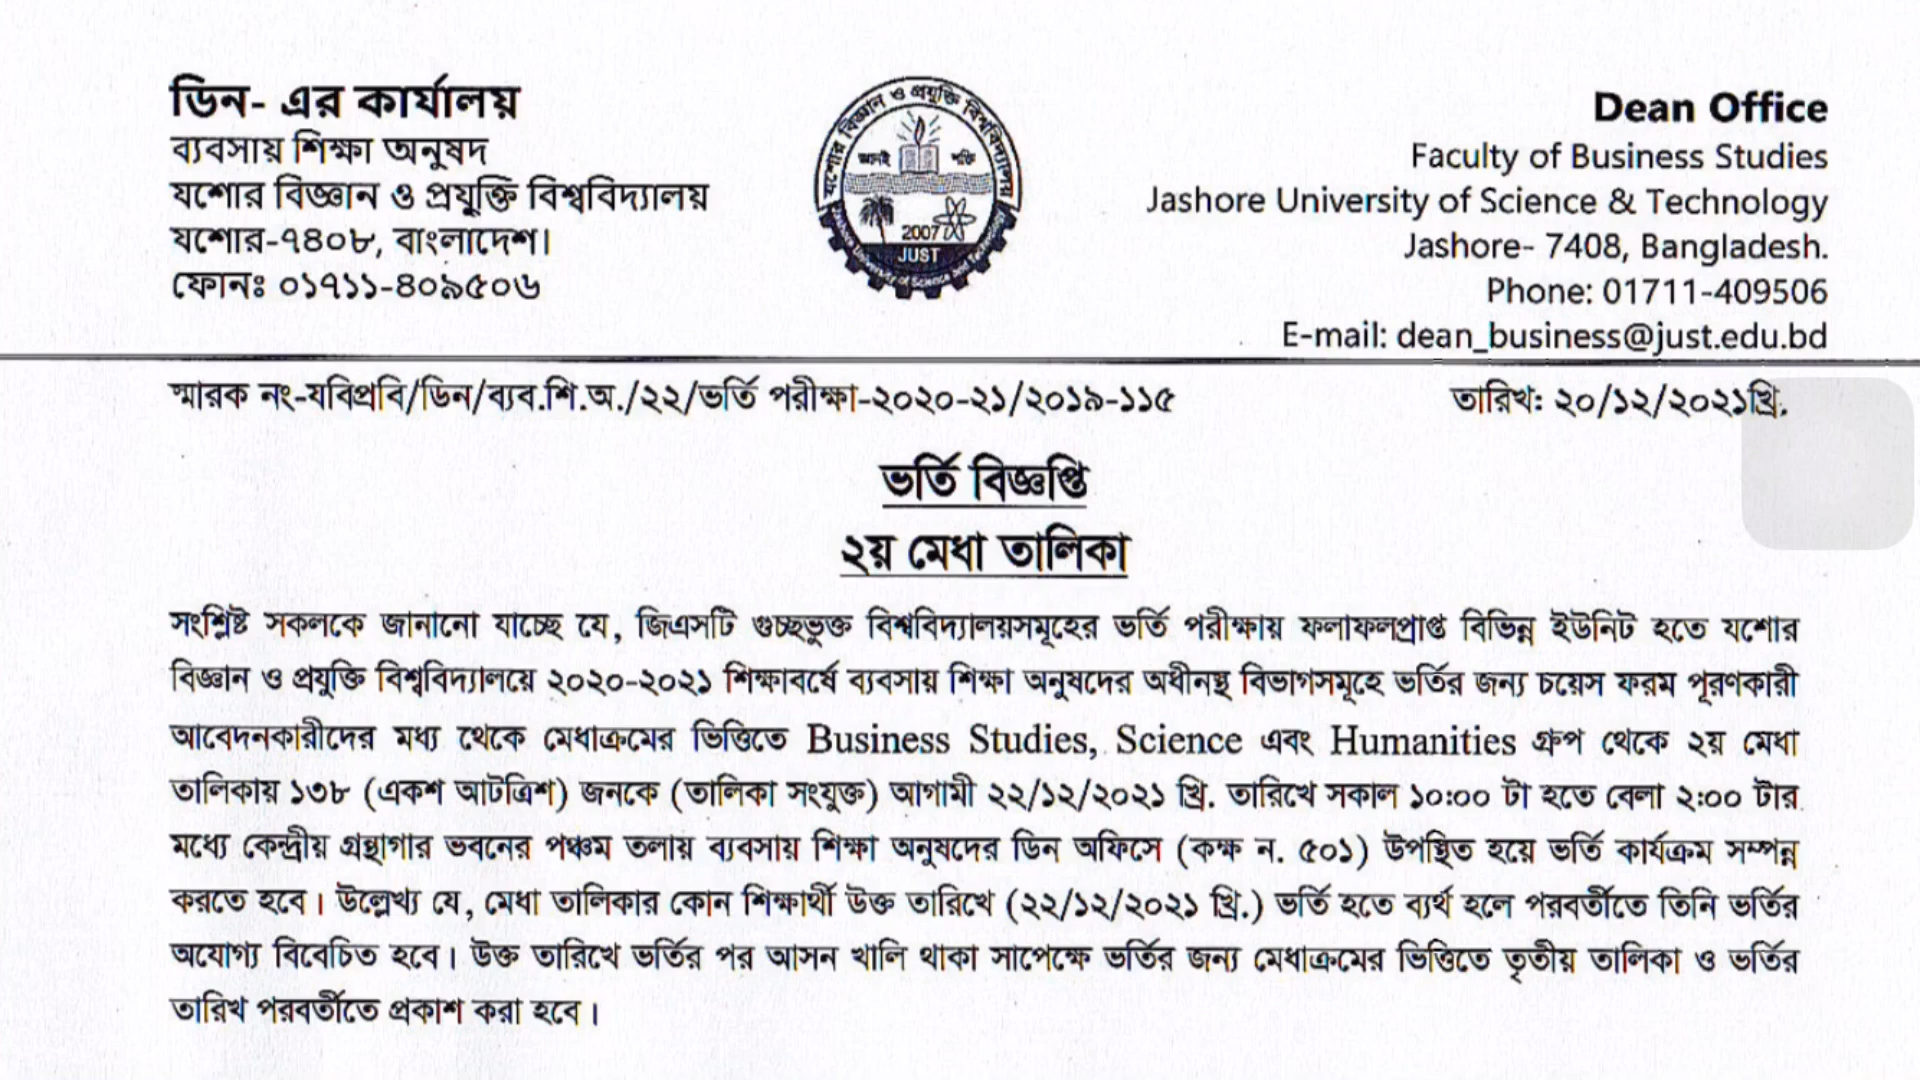 ডিন- এর কার্যালয়
ব্যবসায় শিক্ষা অনুষদ
যশোর বিজ্ঞান ও প্রযুক্তি বিশ্ববিদ্যালয়
যশোর-৭৪০৮, বাংলাদেশ।
ফোনঃ ০১৭১১-৪০৯৫০৬
যশোর বিজ্ঞান ও প্রযুক্তি বিশ্ববিদ্যালয়
জ্ঞানই শক্তি
2007
JUST
Dean Office
Faculty of Business Studies
Jashore University of Science & Technology
Jashore- 7408, Bangladesh.
Phone: 01711-409506
E-mail: dean_business@just.edu.bd
স্মারক নং-যবিপ্রবি/ডিন/ব্যব.শি.অ./২২/ভর্তি পরীক্ষা-২০২০-২১/২০১৯-১১৫
তারিখ: ২০/১২/২০২১খ্রি.
ভর্তি বিজ্ঞপ্তি
২য় মেধা তালিকা
সংশ্লিষ্ট সকলকে জানানো যাচ্ছে যে, জিএসটি গুচ্ছভুক্ত বিশ্ববিদ্যালয়সমূহের ভর্তি পরীক্ষায় ফলাফলপ্রাপ্ত বিভিন্ন ইউনিট হতে যশোর
বিজ্ঞান ও প্রযুক্তি বিশ্ববিদ্যালয়ে ২০২০-২০২১ শিক্ষাবর্ষে ব্যবসায় শিক্ষা অনুষদের অধীনস্থ বিভাগসমূহে ভর্তির জন্য চয়েস ফরম পূরণকারী
আবেদনকারীদের মধ্য থেকে মেধাক্রমের ভিত্তিতে Business Studies, Science এবং Humanities গ্রুপ থেকে ২য় মেধা
তালিকায় ১৩৮ (একশ আটত্রিশ) জনকে (তালিকা সংযুক্ত) আগামী ২২/১২/২০২১ খ্রি. তারিখে সকাল ১০:০০ টা হতে বেলা ২:০০ টার
মধ্যে কেন্দ্রীয় গ্রন্থাগার ভবনের পঞ্চম তলায় ব্যবসায় শিক্ষা অনুষদের ডিন অফিসে (কক্ষ ন. ৫০১) উপস্থিত হয়ে ভর্তি কার্যক্রম সম্পন্ন
করতে হবে। উল্লেখ্য যে, মেধা তালিকার কোন শিক্ষার্থী উক্ত তারিখে (২২/১২/২০২১ খ্রি.) ভর্তি হতে ব্যর্থ হলে পরবর্তীতে তিনি ভর্তির
অযোগ্য বিবেচিত হবে। উক্ত তারিখে ভর্তির পর আসন খালি থাকা সাপেক্ষে ভর্তির জন্য মেধাক্রমের ভিত্তিতে তৃতীয় তালিকা ও ভর্তির
তারিখ পরবর্তীতে প্রকাশ করা হবে।